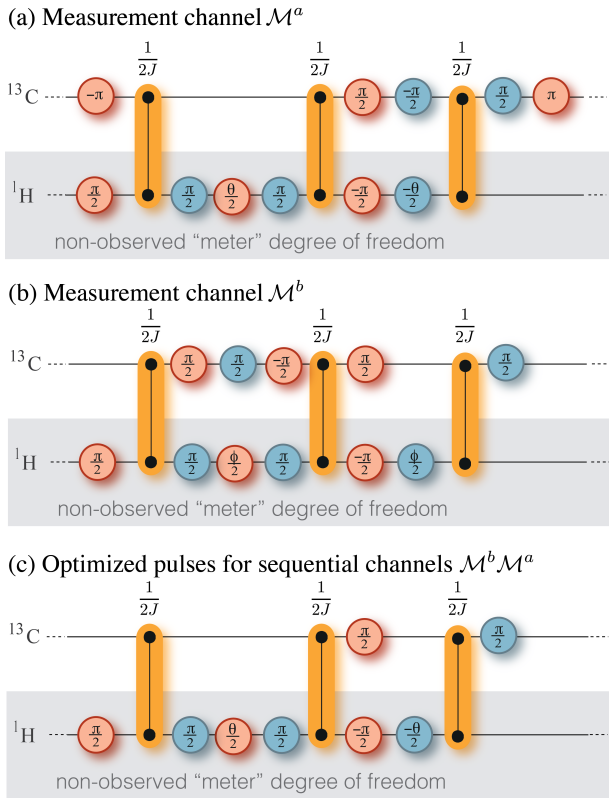 (a) Measurement channel 𝓜ᵃ
1/2J 1/2J 1/2J
¹³C −π π/2 −π/2 π/2 π
¹H π/2 π/2 θ/2 π/2 −π/2 −θ/2
non-observed “meter” degree of freedom
(b) Measurement channel 𝓜ᵇ
1/2J 1/2J 1/2J
¹³C π/2 π/2 −π/2 π/2 π/2
¹H π/2 π/2 ϕ/2 π/2 −π/2 ϕ/2
non-observed “meter” degree of freedom
(c) Optimized pulses for sequential channels 𝓜ᵇ𝓜ᵃ
1/2J 1/2J 1/2J
¹³C π/2 π/2
¹H π/2 π/2 θ/2 π/2 −π/2 −θ/2
non-observed “meter” degree of freedom